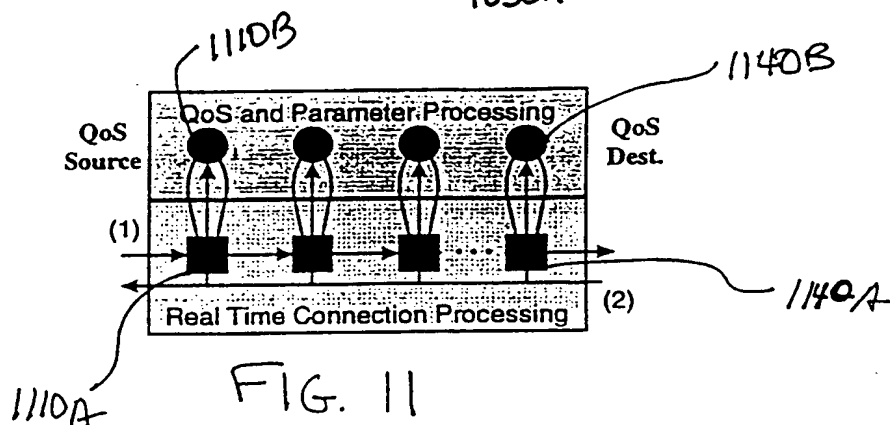 1110B
1140B
QoS and Parameter Processing
QoS
Source
QoS
Dest.
(1)
(2)
1140A
Real Time Connection Processing
1110A
FIG. 11